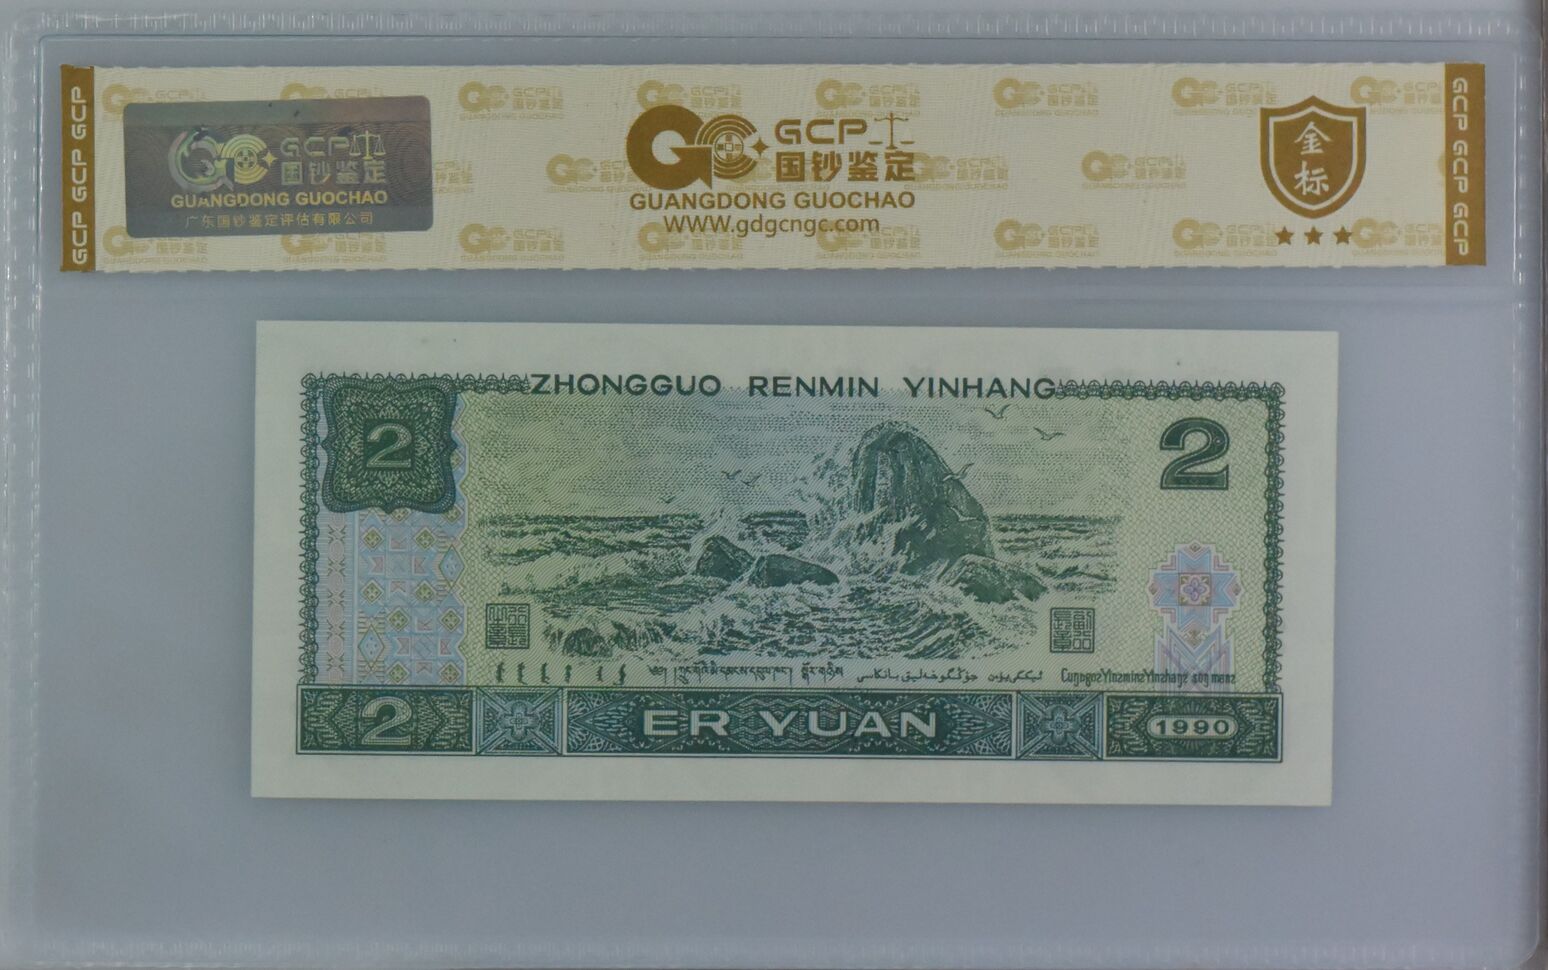 GCP GCP GCP
GCP
国钞鉴定
GUANGDONG GUOCHAO
广东国钞鉴定评估有限公司
GCP
国钞鉴定
GUANGDONG GUOCHAO
WWW.gdgcngc.com
金标
GCP GCP GCP
ZHONGGUO RENMIN YINHANG
2
2
2
ER YUAN
1990